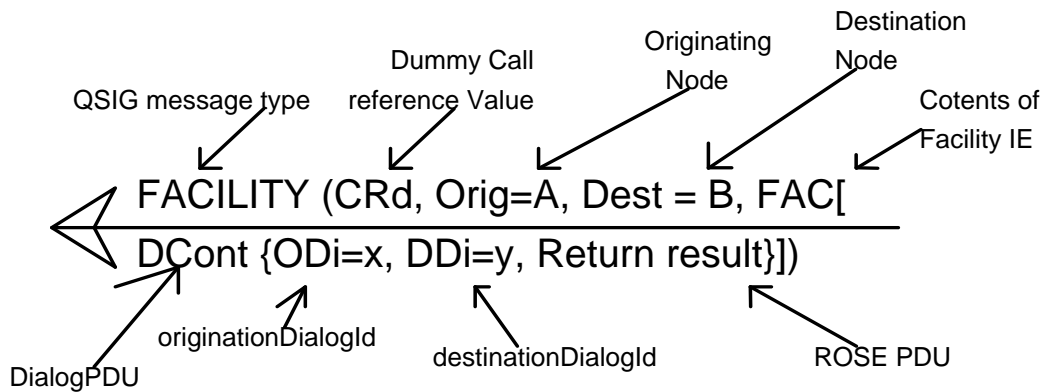 Destination
Node
Originating
Node
Dummy Call
reference Value
QSIG message type
Cotents of
Facility IE
FACILITY (CRd, Orig=A, Dest = B, FAC[
DCont {ODi=x, DDi=y, Return result}])
originationDialogId
destinationDialogId
ROSE PDU
DialogPDU